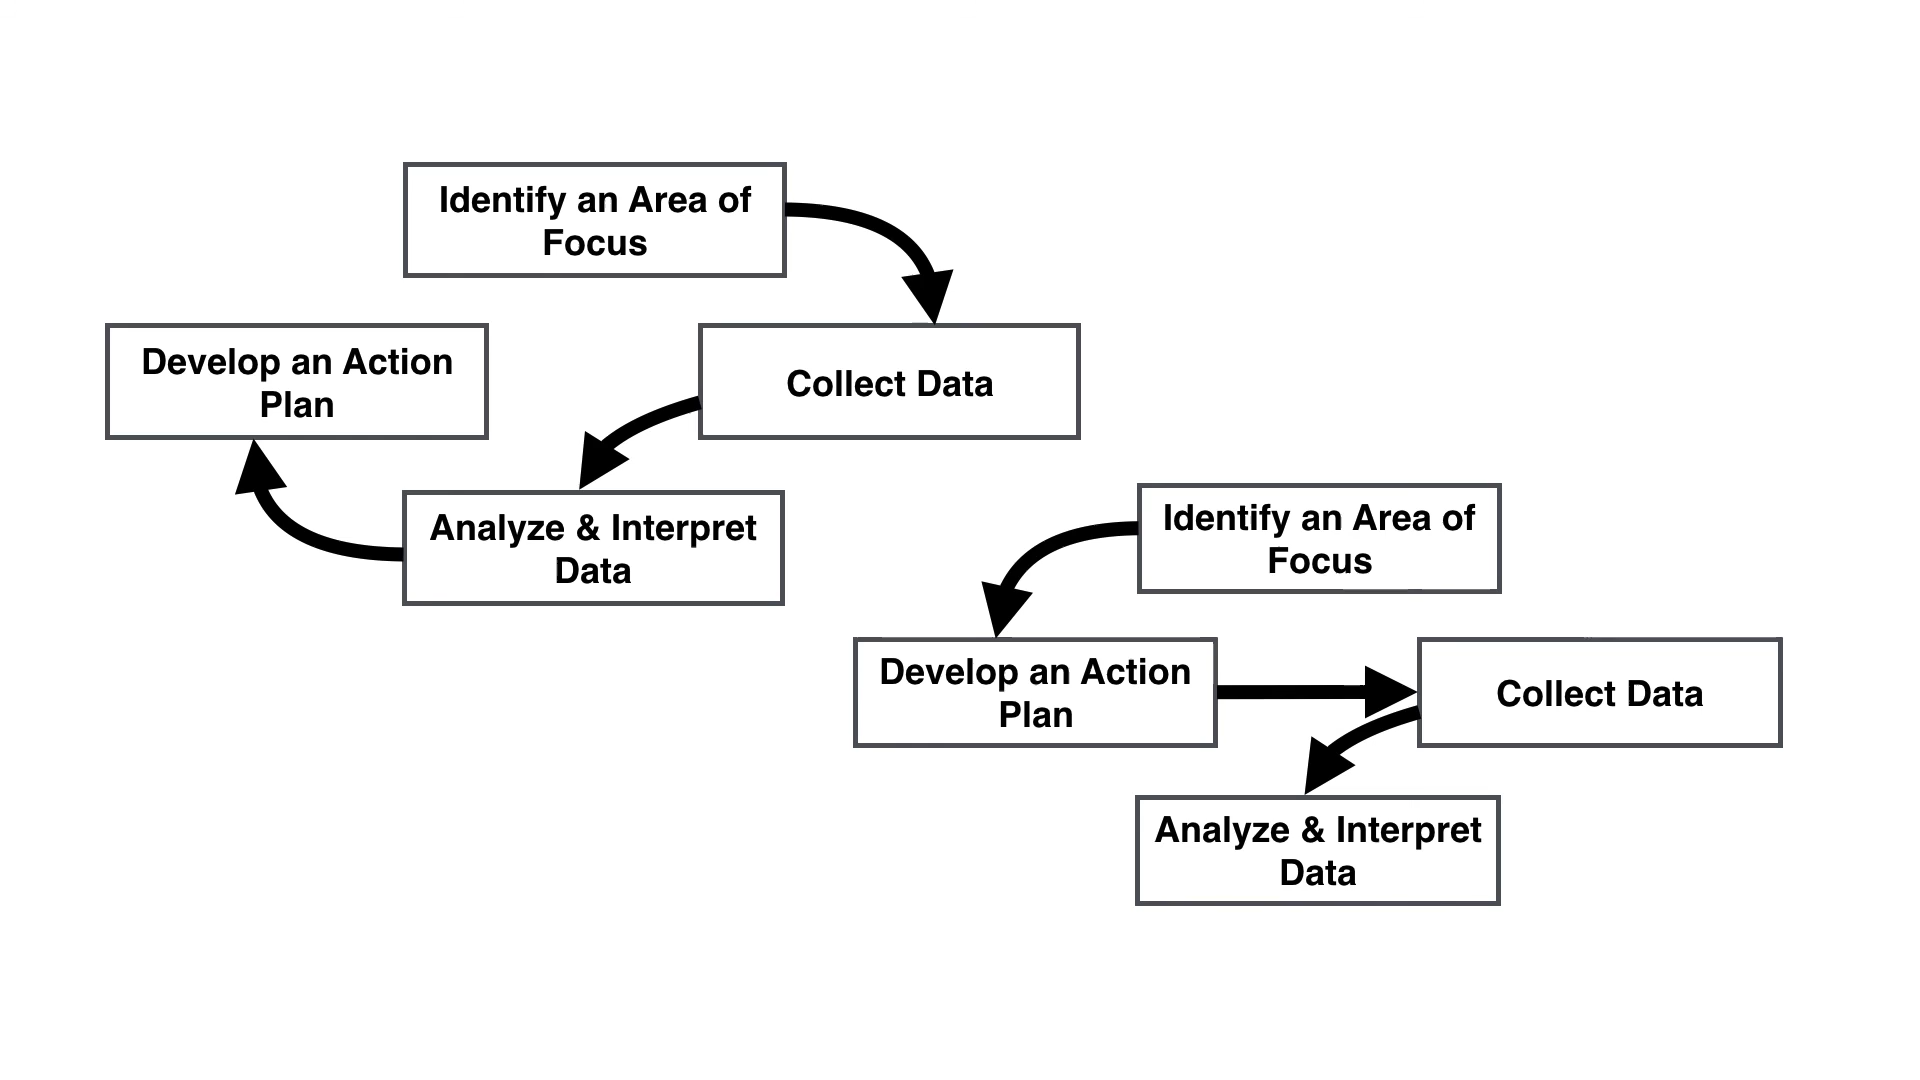 Identify an Area of
Focus
Develop an Action
Plan
Collect Data
Analyze & Interpret
Data
Identify an Area of
Focus
Develop an Action
Plan
Collect Data
Analyze & Interpret
Data